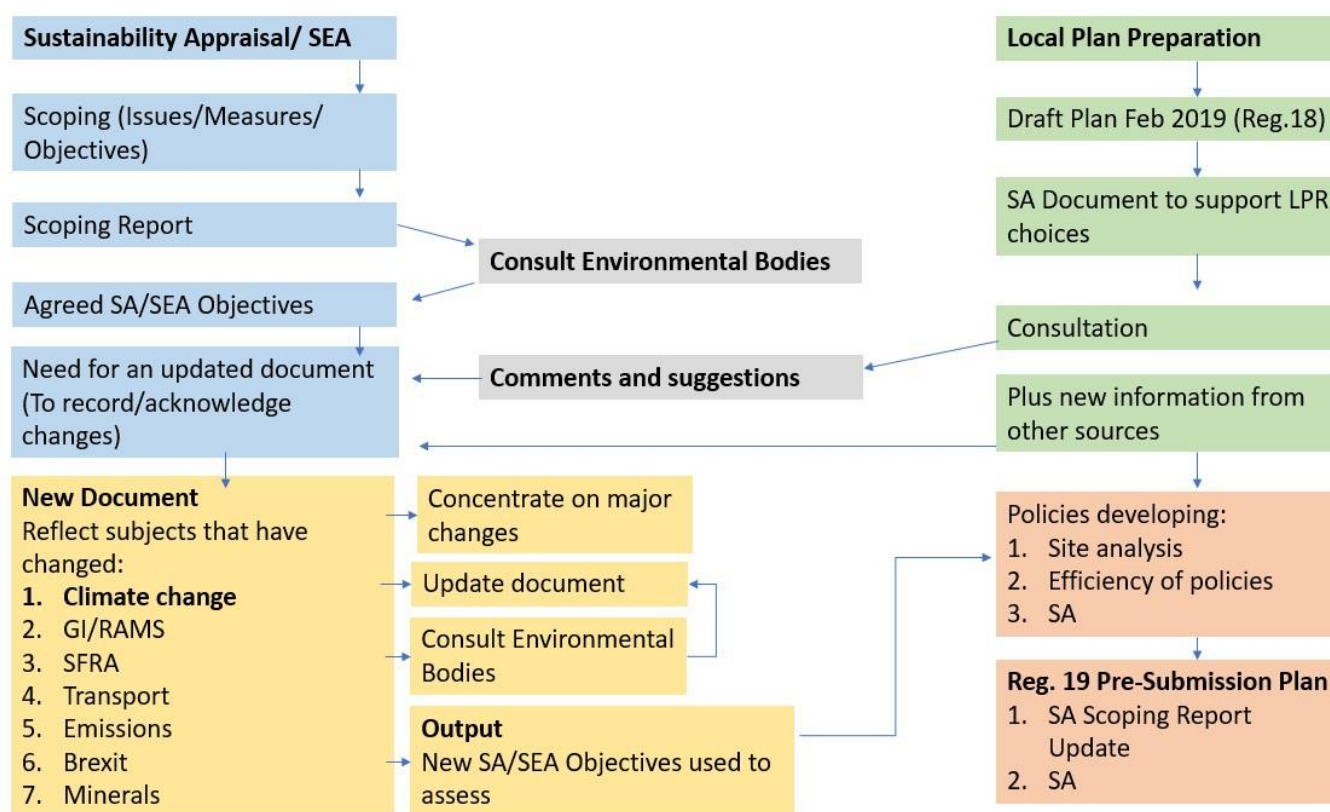 Sustainability Appraisal/ SEA
Scoping (Issues/Measures/
Objectives)
Scoping Report
Consult Environmental Bodies
Agreed SA/SEA Objectives
Need for an updated document
(To record/acknowledge
changes)
Comments and suggestions
Local Plan Preparation
Draft Plan Feb 2019 (Reg.18)
SA Document to support LPR
choices
Consultation
Plus new information from
other sources
New Document
Reflect subjects that have
changed:
1. Climate change
2. GI/RAMS
3. SFRA
4. Transport
5. Emissions
6. Brexit
7. Minerals
Concentrate on major
changes
Update document
Consult Environmental
Bodies
Output
New SA/SEA Objectives used to
assess
Policies developing:
1. Site analysis
2. Efficiency of policies
3. SA
Reg. 19 Pre-Submission Plan
1. SA Scoping Report
Update
2. SA